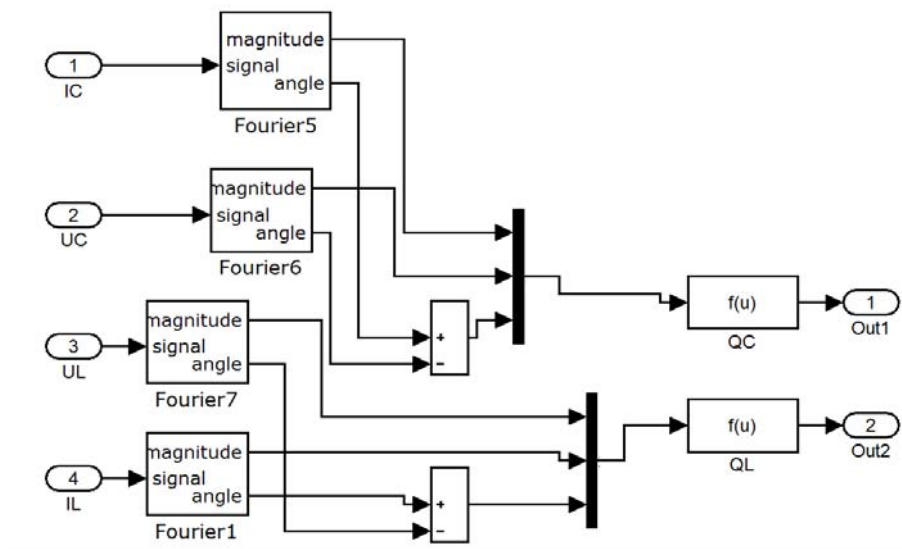 magnitude
1
signal
angle
IC
Fourier5
magnitude
2
signal
angle
UC
Fourier6
magnitude
3
signal
angle
UL
Fourier7
magnitude
4
signal
angle
IL
Fourier1
+
−
+
−
f(u)
QC
1
Out1
f(u)
QL
2
Out2